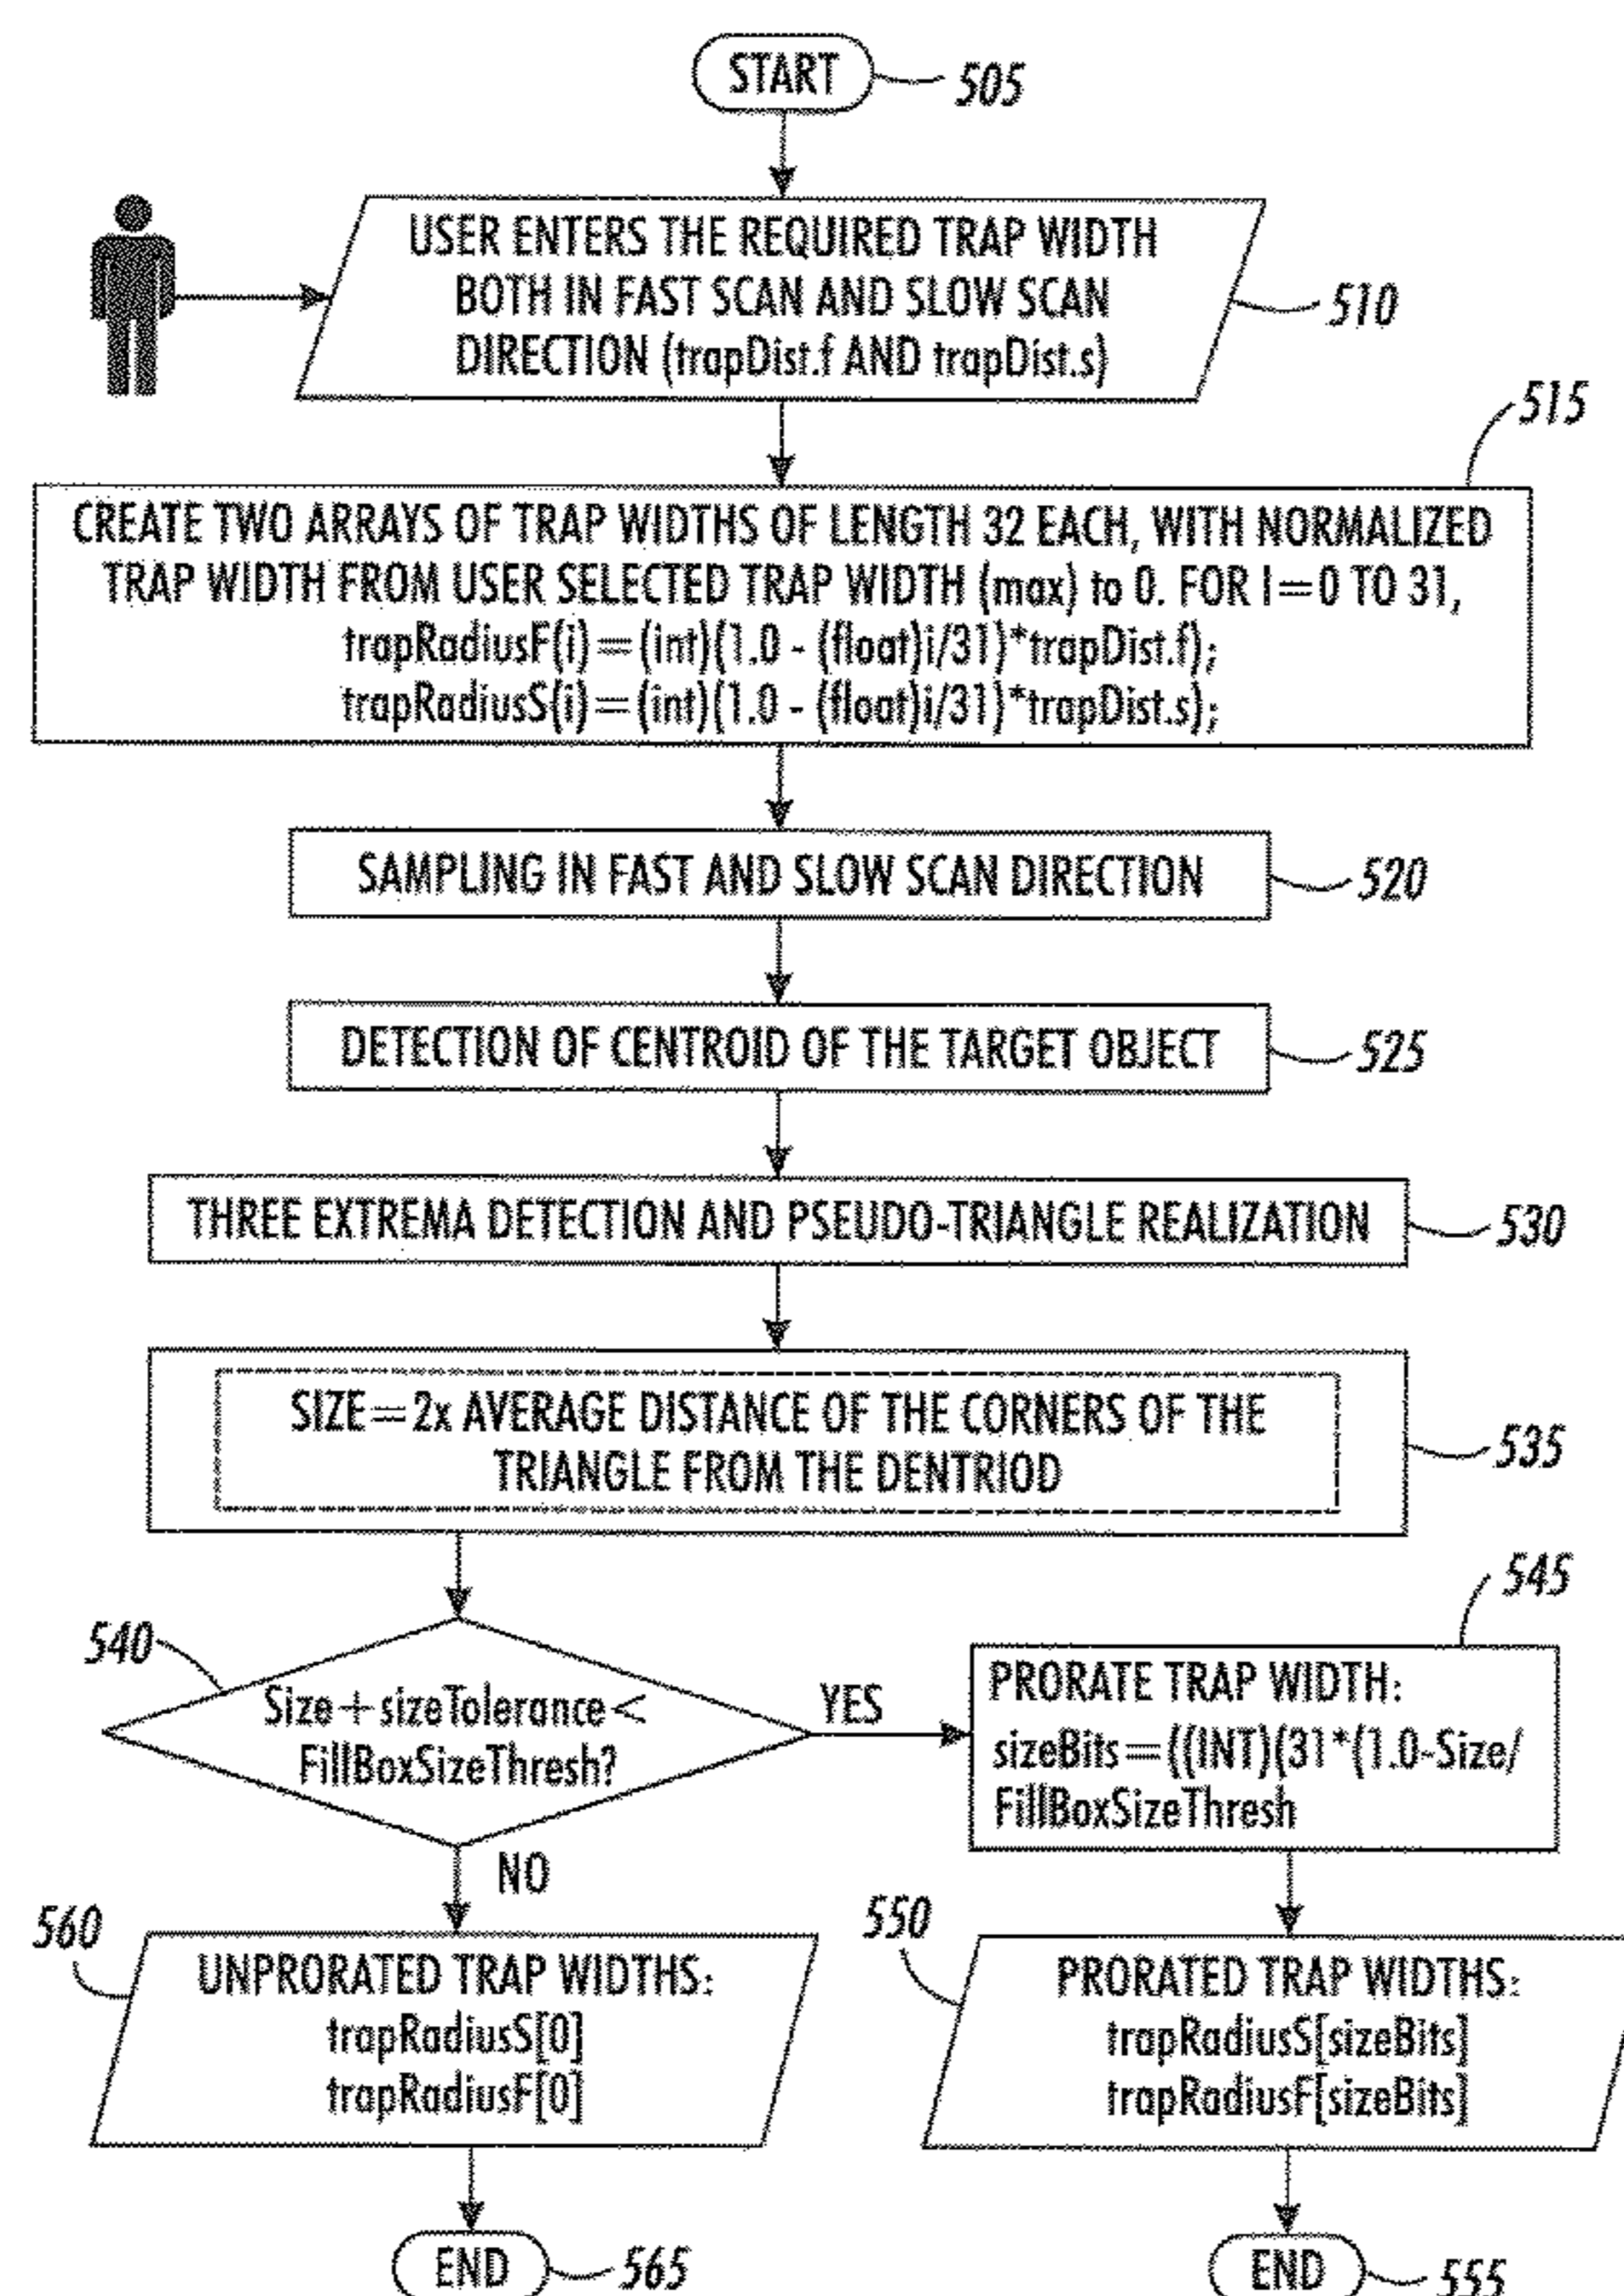 START
505
USER ENTERS THE REQUIRED TRAP WIDTH
BOTH IN FAST SCAN AND SLOW SCAN
DIRECTION (trapDist.f AND trapDist.s)
510
515
CREATE TWO ARRAYS OF TRAP WIDTHS OF LENGTH 32 EACH, WITH NORMALIZED
TRAP WIDTH FROM USER SELECTED TRAP WIDTH (max) to 0. FOR I=0 TO 31,
trapRadiusF(i)=(int)(1.0 - (float)i/31)*trapDist.f);
trapRadiusS(i)=(int)(1.0 - (float)i/31)*trapDist.s);
SAMPLING IN FAST AND SLOW SCAN DIRECTION
520
DETECTION OF CENTROID OF THE TARGET OBJECT
525
THREE EXTREMA DETECTION AND PSEUDO-TRIANGLE REALIZATION
530
SIZE=2x AVERAGE DISTANCE OF THE CORNERS OF THE
TRIANGLE FROM THE DENTRIOD
535
540
Size+sizeTolerance<
FillBoxSizeThresh?
YES
NO
545
PRORATE TRAP WIDTH:
sizeBits=((INT)(31*(1.0-Size/
FillBoxSizeThresh
560
UNPRORATED TRAP WIDTHS:
trapRadiusS[0]
trapRadiusF[0]
550
PRORATED TRAP WIDTHS:
trapRadiusS[sizeBits]
trapRadiusF[sizeBits]
END
565
END
555